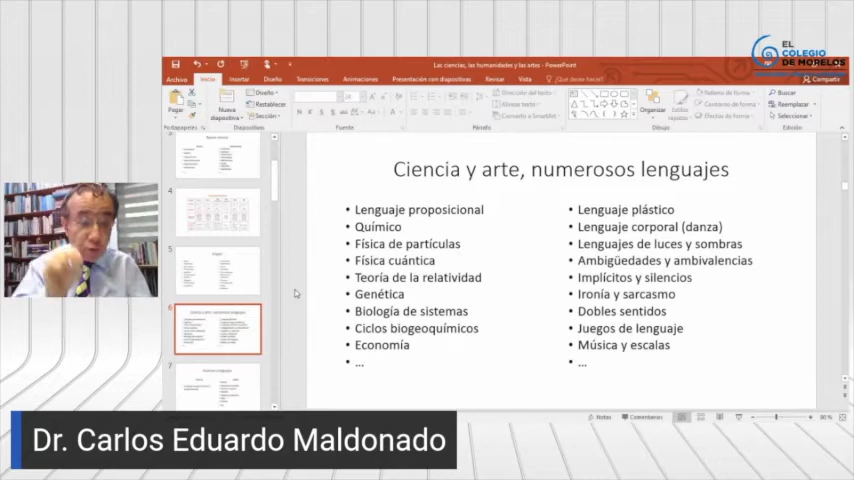 EL
COLEGIO
DE MORELOS
Las ciencias, las humanidades y las artes - PowerPoint
Archivo Inicio Insertar Diseño Transiciones Animaciones Presentación con diapositivas Revisar Vista ¿Qué desea hacer? Compartir
Pegar
Nueva
diapositiva
Diseño
Restablecer
Sección
N
Dirección del texto
Alinear texto
Convertir a SmartArt
Organizar
Estilos
rápidos
Relleno de forma
Contorno de forma
Efectos de forma
Buscar
Reemplazar
Seleccionar
Portapapeles Diapositivas Fuente Párrafo Dibujo Edición
4
5
6
7
Ciencia y arte, numerosos lenguajes
• Lenguaje proposicional
• Químico
• Física de partículas
• Física cuántica
• Teoría de la relatividad
• Genética
• Biología de sistemas
• Ciclos biogeoquímicos
• Economía
• ...
• Lenguaje plástico
• Lenguaje corporal (danza)
• Lenguajes de luces y sombras
• Ambigüedades y ambivalencias
• Implícitos y silencios
• Ironía y sarcasmo
• Dobles sentidos
• Juegos de lenguaje
• Música y escalas
• ...
Notas Comentarios 80%
Dr. Carlos Eduardo Maldonado